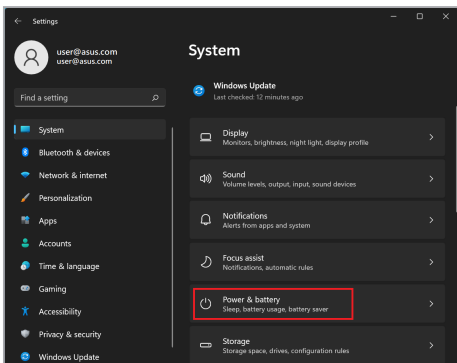 Settings
user@asus.com
user@asus.com
Find a setting
System
Bluetooth & devices
Network & internet
Personalization
Apps
Accounts
Time & language
Gaming
Accessibility
Privacy & security
Windows Update
System
Windows Update
Last checked: 12 minutes ago
Display
Monitors, brightness, night light, display profile
Sound
Volume levels, output, input, sound devices
Notifications
Alerts from apps and system
Focus assist
Notifications, automatic rules
Power & battery
Sleep, battery usage, battery saver
Storage
Storage space, drives, configuration rules